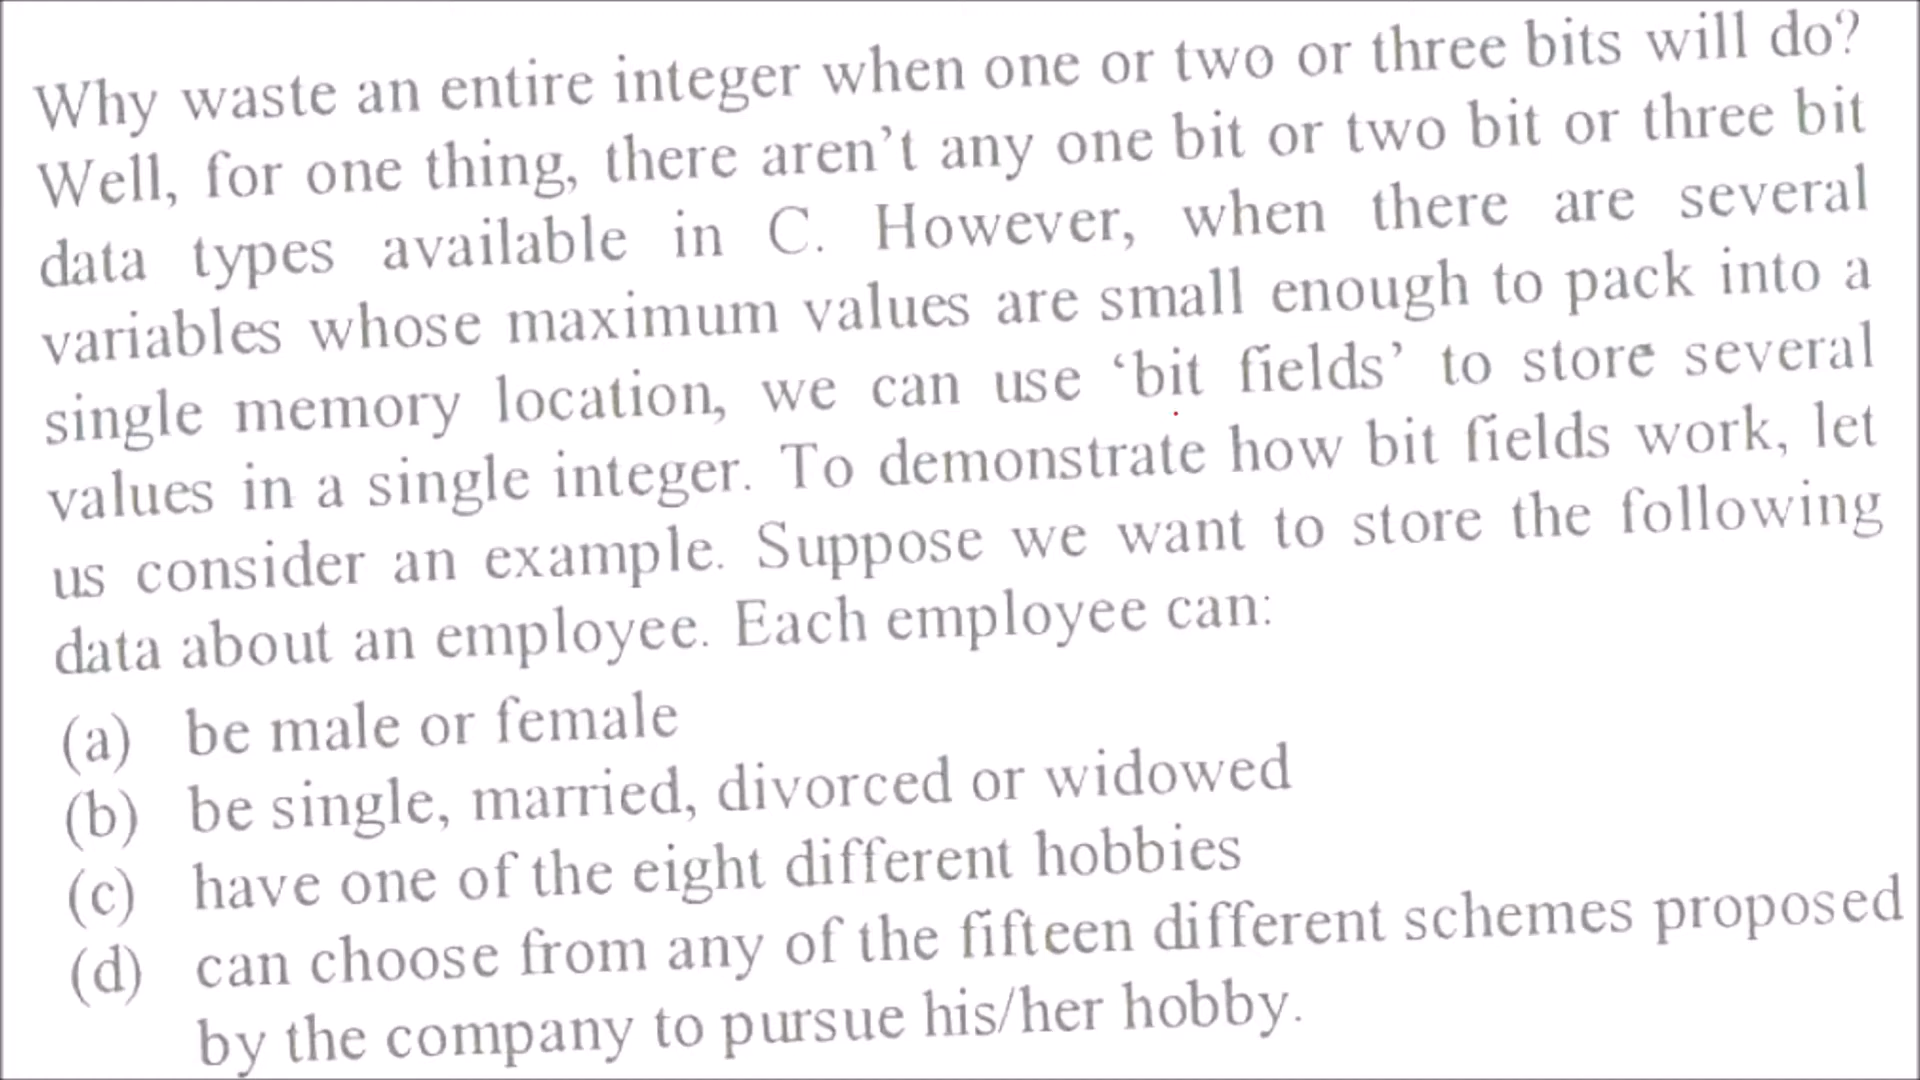 Why waste an entire integer when one or two or three bits will do?
Well, for one thing, there aren’t any one bit or two bit or three bit
data types available in C. However, when there are several
variables whose maximum values are small enough to pack into a
single memory location, we can use ‘bit fields’ to store several
values in a single integer. To demonstrate how bit fields work, let
us consider an example. Suppose we want to store the following
data about an employee. Each employee can:
(a) be male or female
(b) be single, married, divorced or widowed
(c) have one of the eight different hobbies
(d) can choose from any of the fifteen different schemes proposed
by the company to pursue his/her hobby.